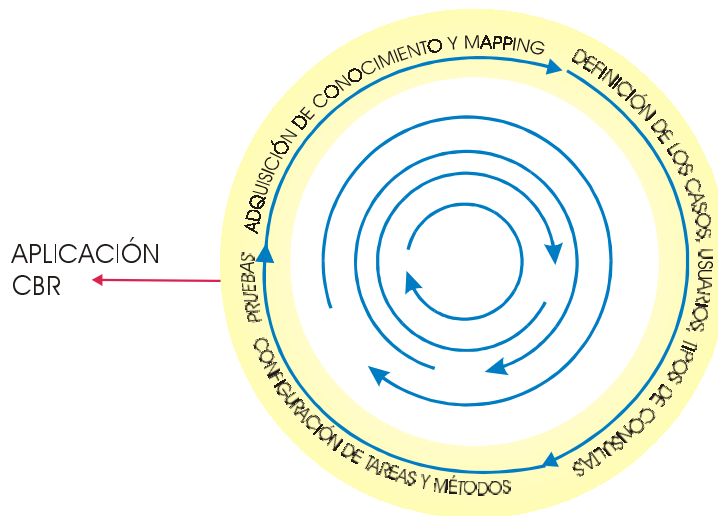 ADQUISICIÓN DE CONOCIMIENTO Y MAPPING
DEFINICIÓN DE LOS CASOS, USUARIOS, TIPOS DE CONSULTAS
CONFIGURACIÓN DE TAREAS Y MÉTODOS
PRUEBAS
APLICACIÓN
CBR